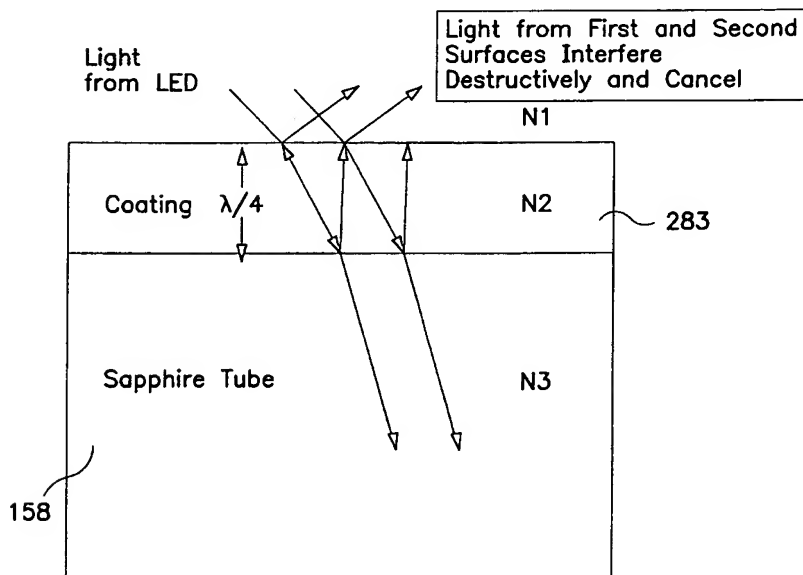 Light from First and Second
Surfaces Interfere
Destructively and Cancel
Light
from LED
N1
Coating λ/4
N2
283
Sapphire Tube
N3
158